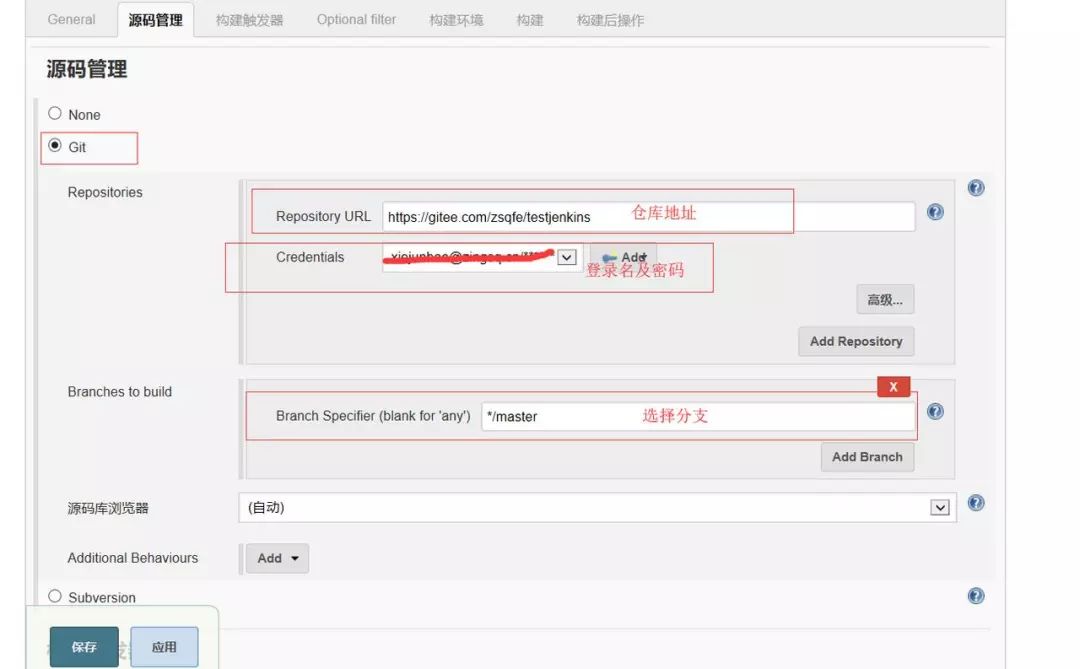 General 源码管理 构建触发器 Optional filter 构建环境 构建 构建后操作
源码管理
None
Git
Repositories
Repository URL https://gitee.com/zsqfe/testjenkins 仓库地址
Credentials Add
登录名及密码
高级...
Add Repository
Branches to build
X
Branch Specifier (blank for 'any') */master 选择分支
Add Branch
源码库浏览器 (自动)
Additional Behaviours Add
Subversion
保存 应用